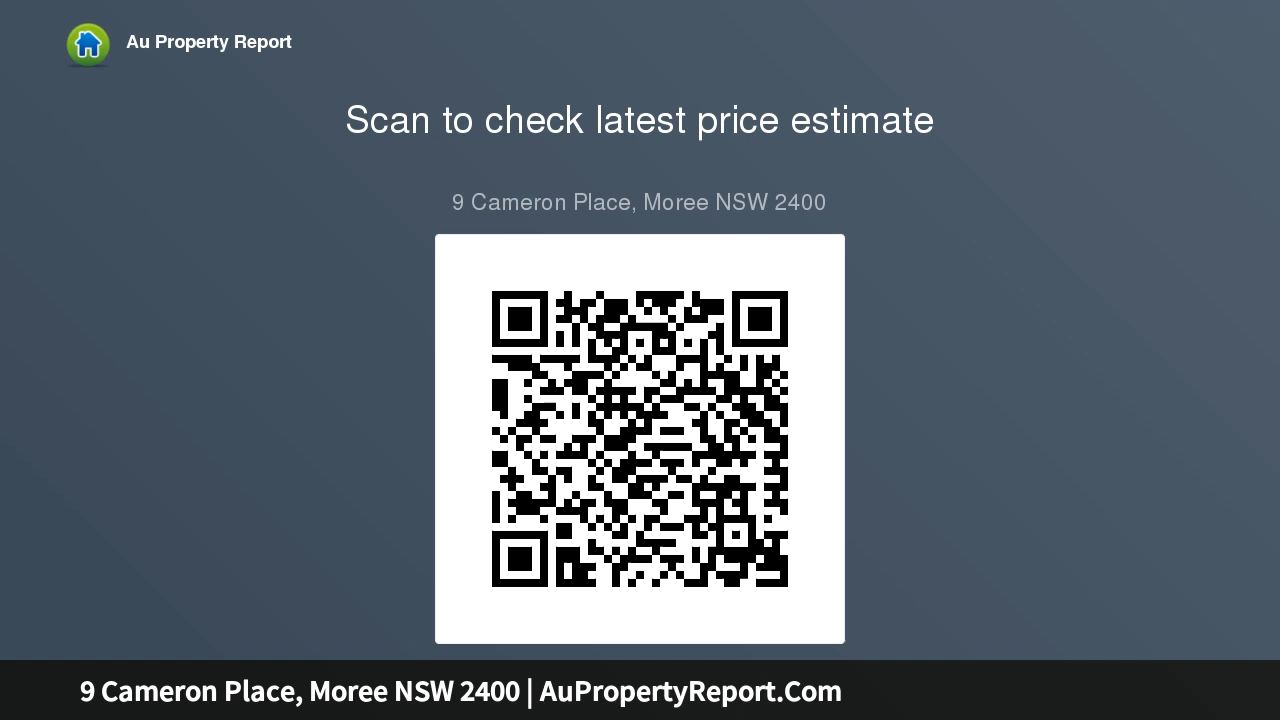 Au Property Report
Scan to check latest price estimate
9 Cameron Place, Moree NSW 2400
9 Cameron Place, Moree NSW 2400 | AuPropertyReport.Com